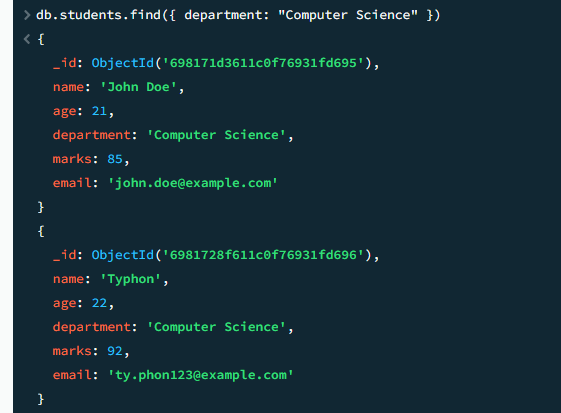 > db.students.find({ department: "Computer Science" })
< {
_id: ObjectId('698171d3611c0f76931fd695'),
name: 'John Doe',
age: 21,
department: 'Computer Science',
marks: 85,
email: 'john.doe@example.com'
}
{
_id: ObjectId('6981728f611c0f76931fd696'),
name: 'Typhon',
age: 22,
department: 'Computer Science',
marks: 92,
email: 'ty.phon123@example.com'
}